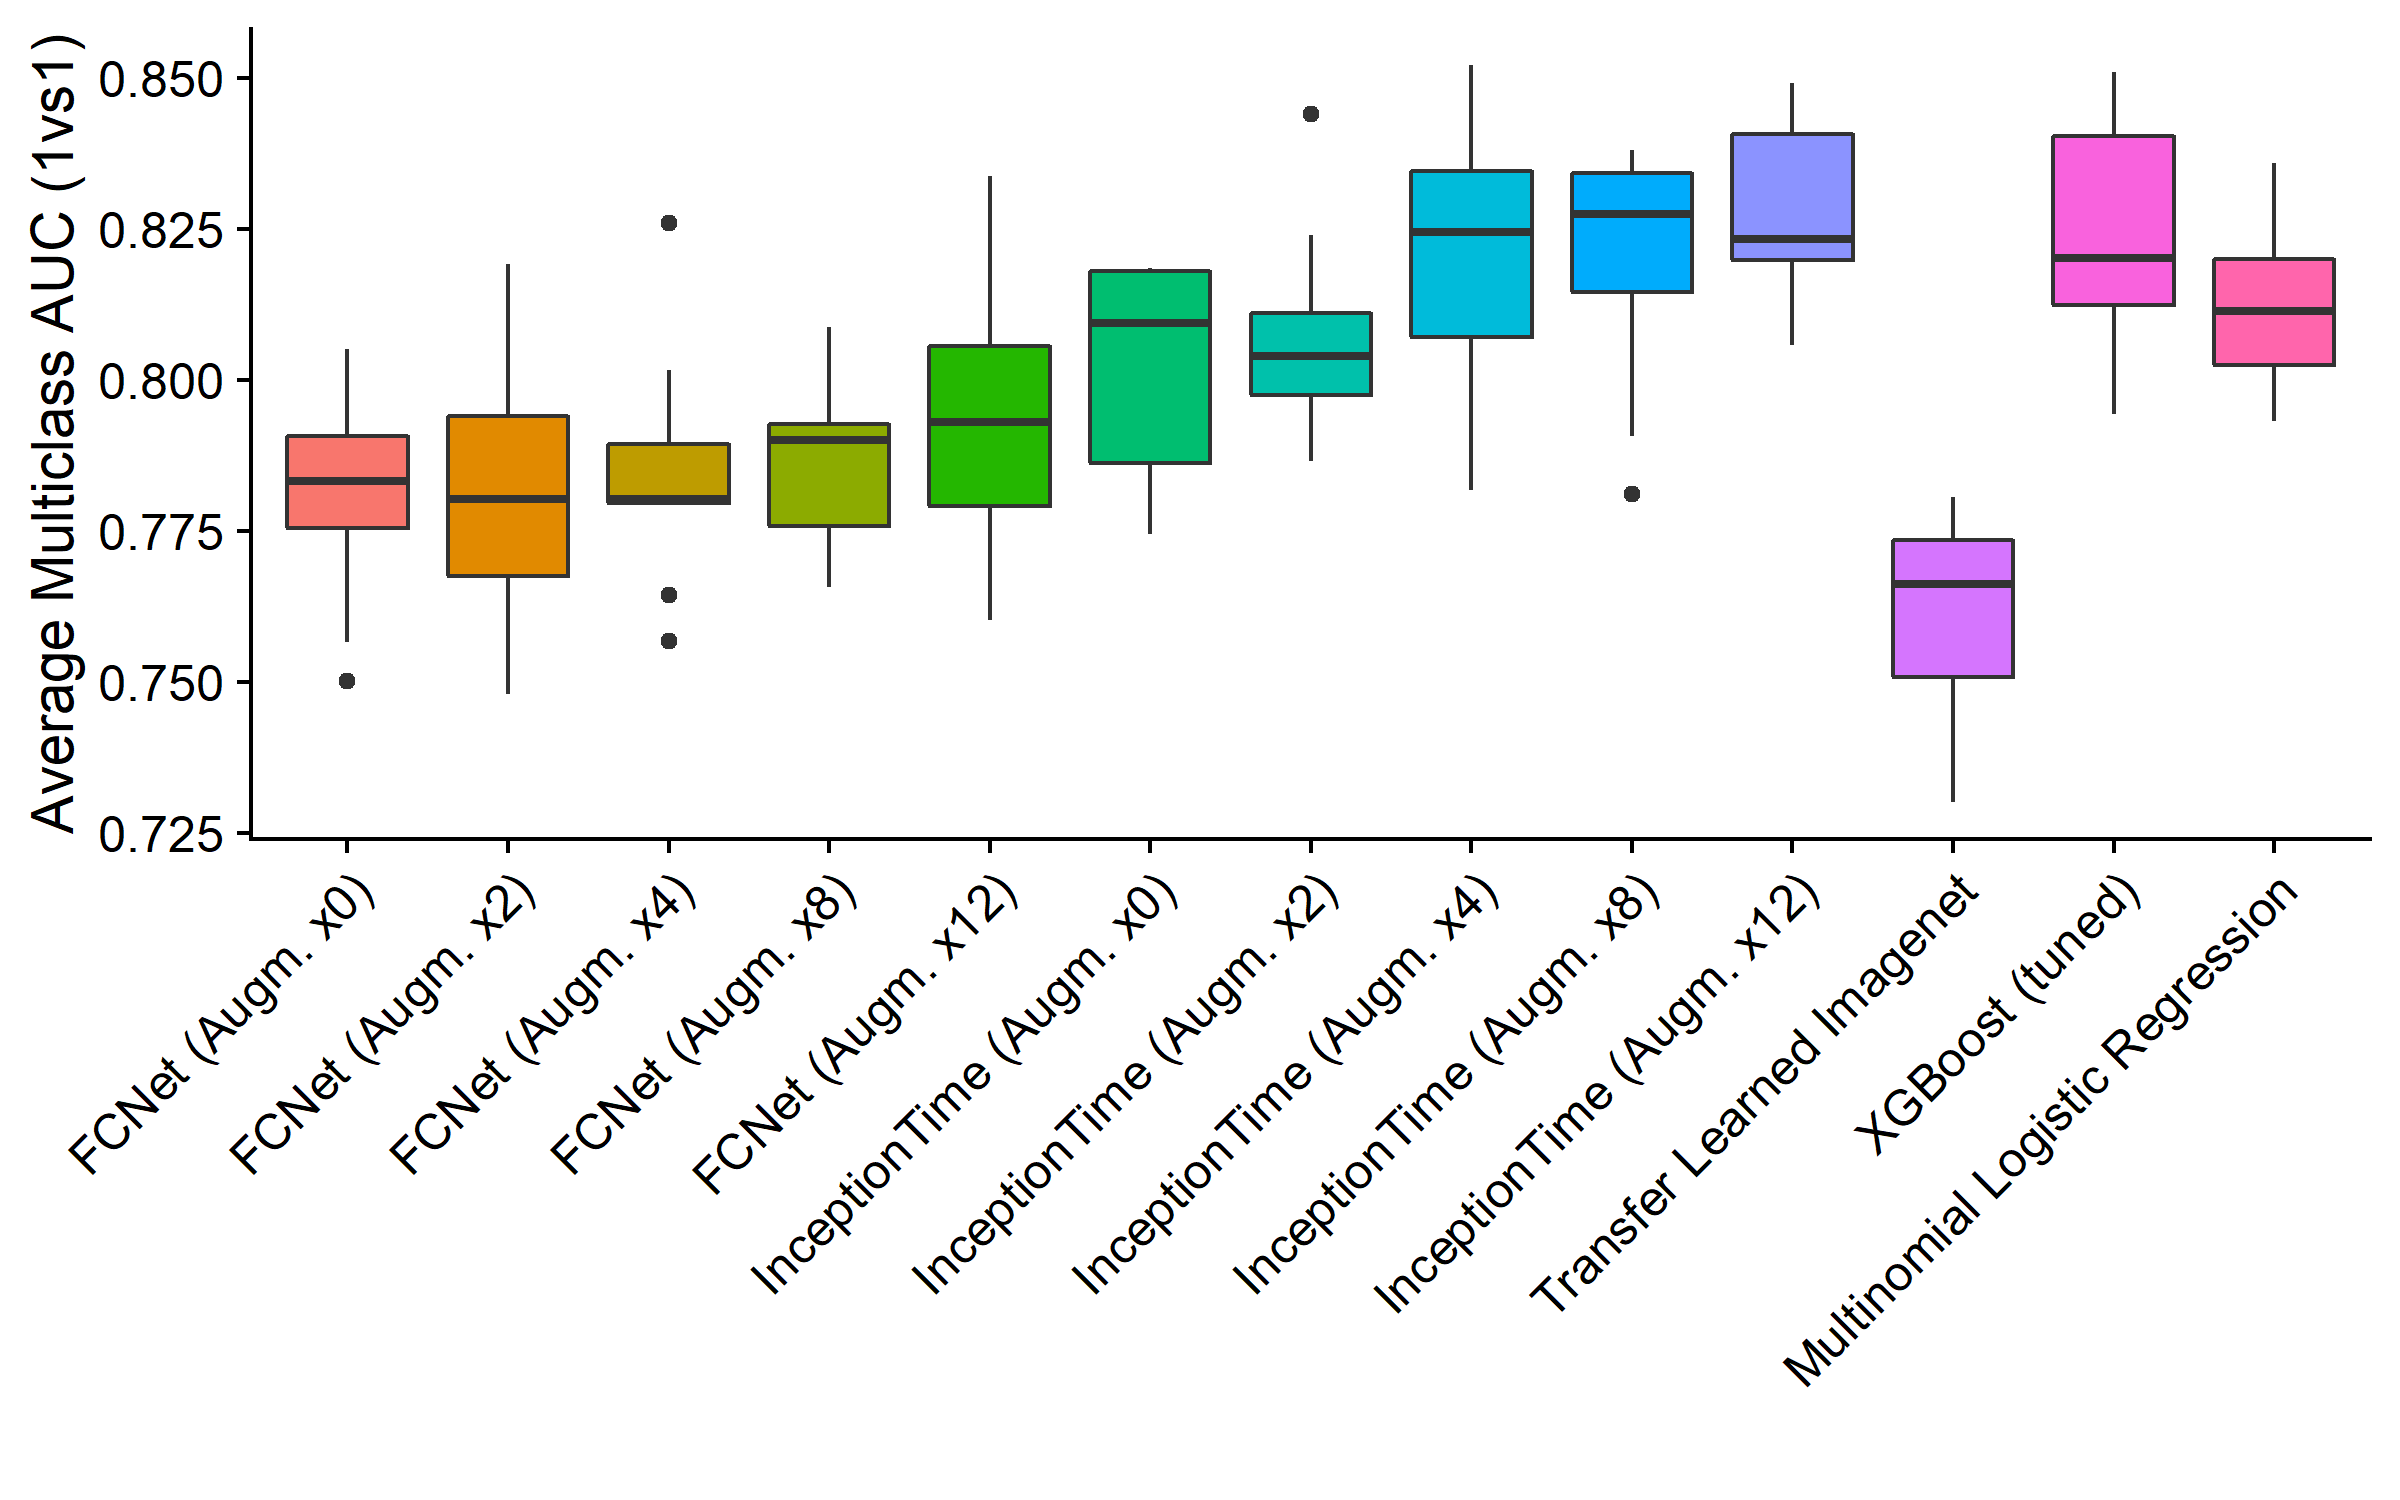 Average Multiclass AUC (1vs1)
0.850
0.825
0.800
0.775
0.750
0.725
FCNet (Augm. x0)
FCNet (Augm. x2)
FCNet (Augm. x4)
FCNet (Augm. x8)
FCNet (Augm. x12)
InceptionTime (Augm. x0)
InceptionTime (Augm. x2)
InceptionTime (Augm. x4)
InceptionTime (Augm. x8)
InceptionTime (Augm. x12)
Transfer Learned Imagenet
XGBoost (tuned)
Multinomial Logistic Regression